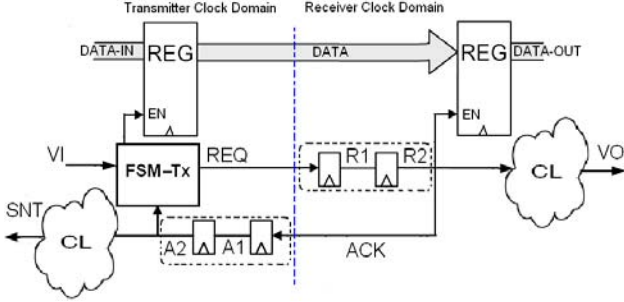 Transmitter Clock Domain
Receiver Clock Domain
DATA-IN
REG
DATA
REG
DATA-OUT
EN
EN
VI
FSM-Tx
REQ
R1
R2
CL
VO
SNT
CL
A2
A1
ACK